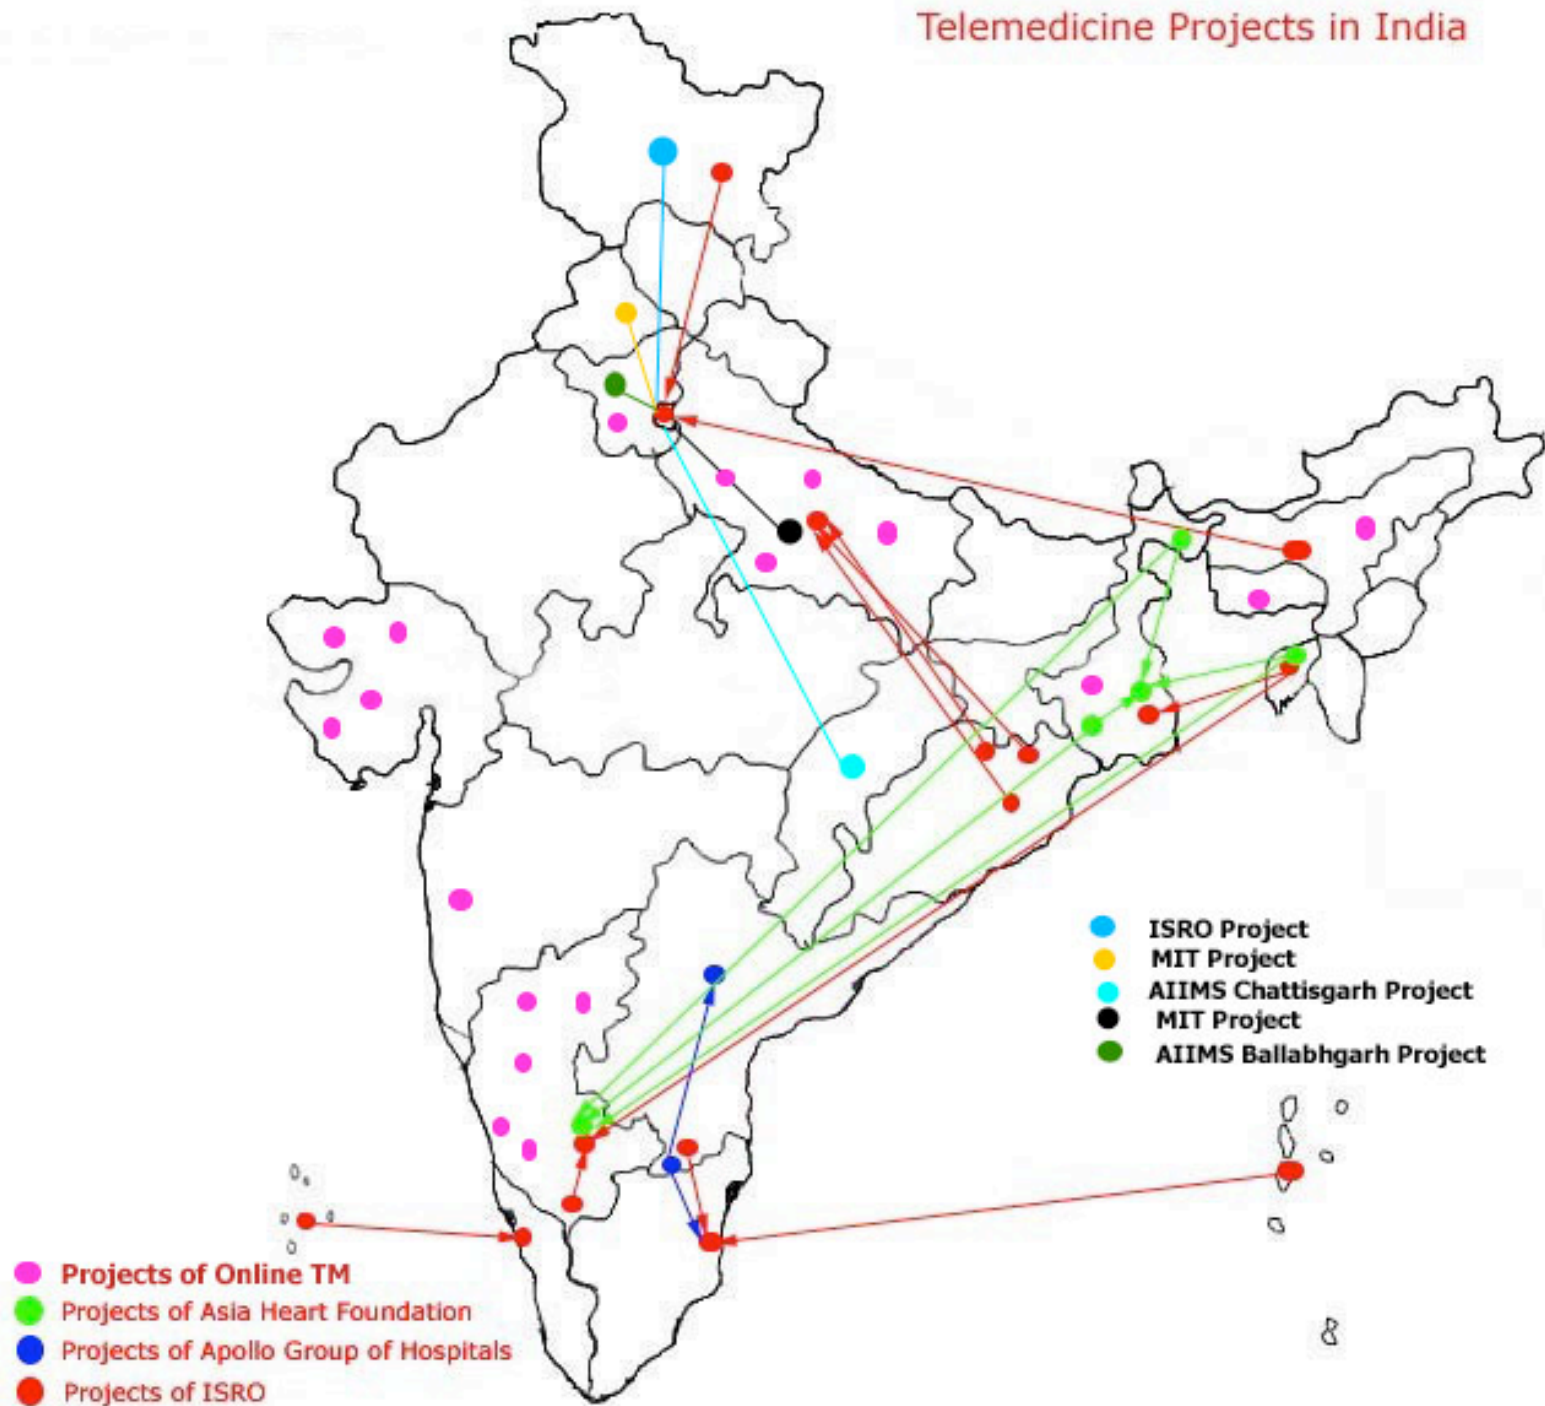 Telemedicine Projects in India
ISRO Project
MIT Project
AIIMS Chattisgarh Project
MIT Project
AIIMS Ballabhgarh Project
Projects of Online TM
Projects of Asia Heart Foundation
Projects of Apollo Group of Hospitals
Projects of ISRO